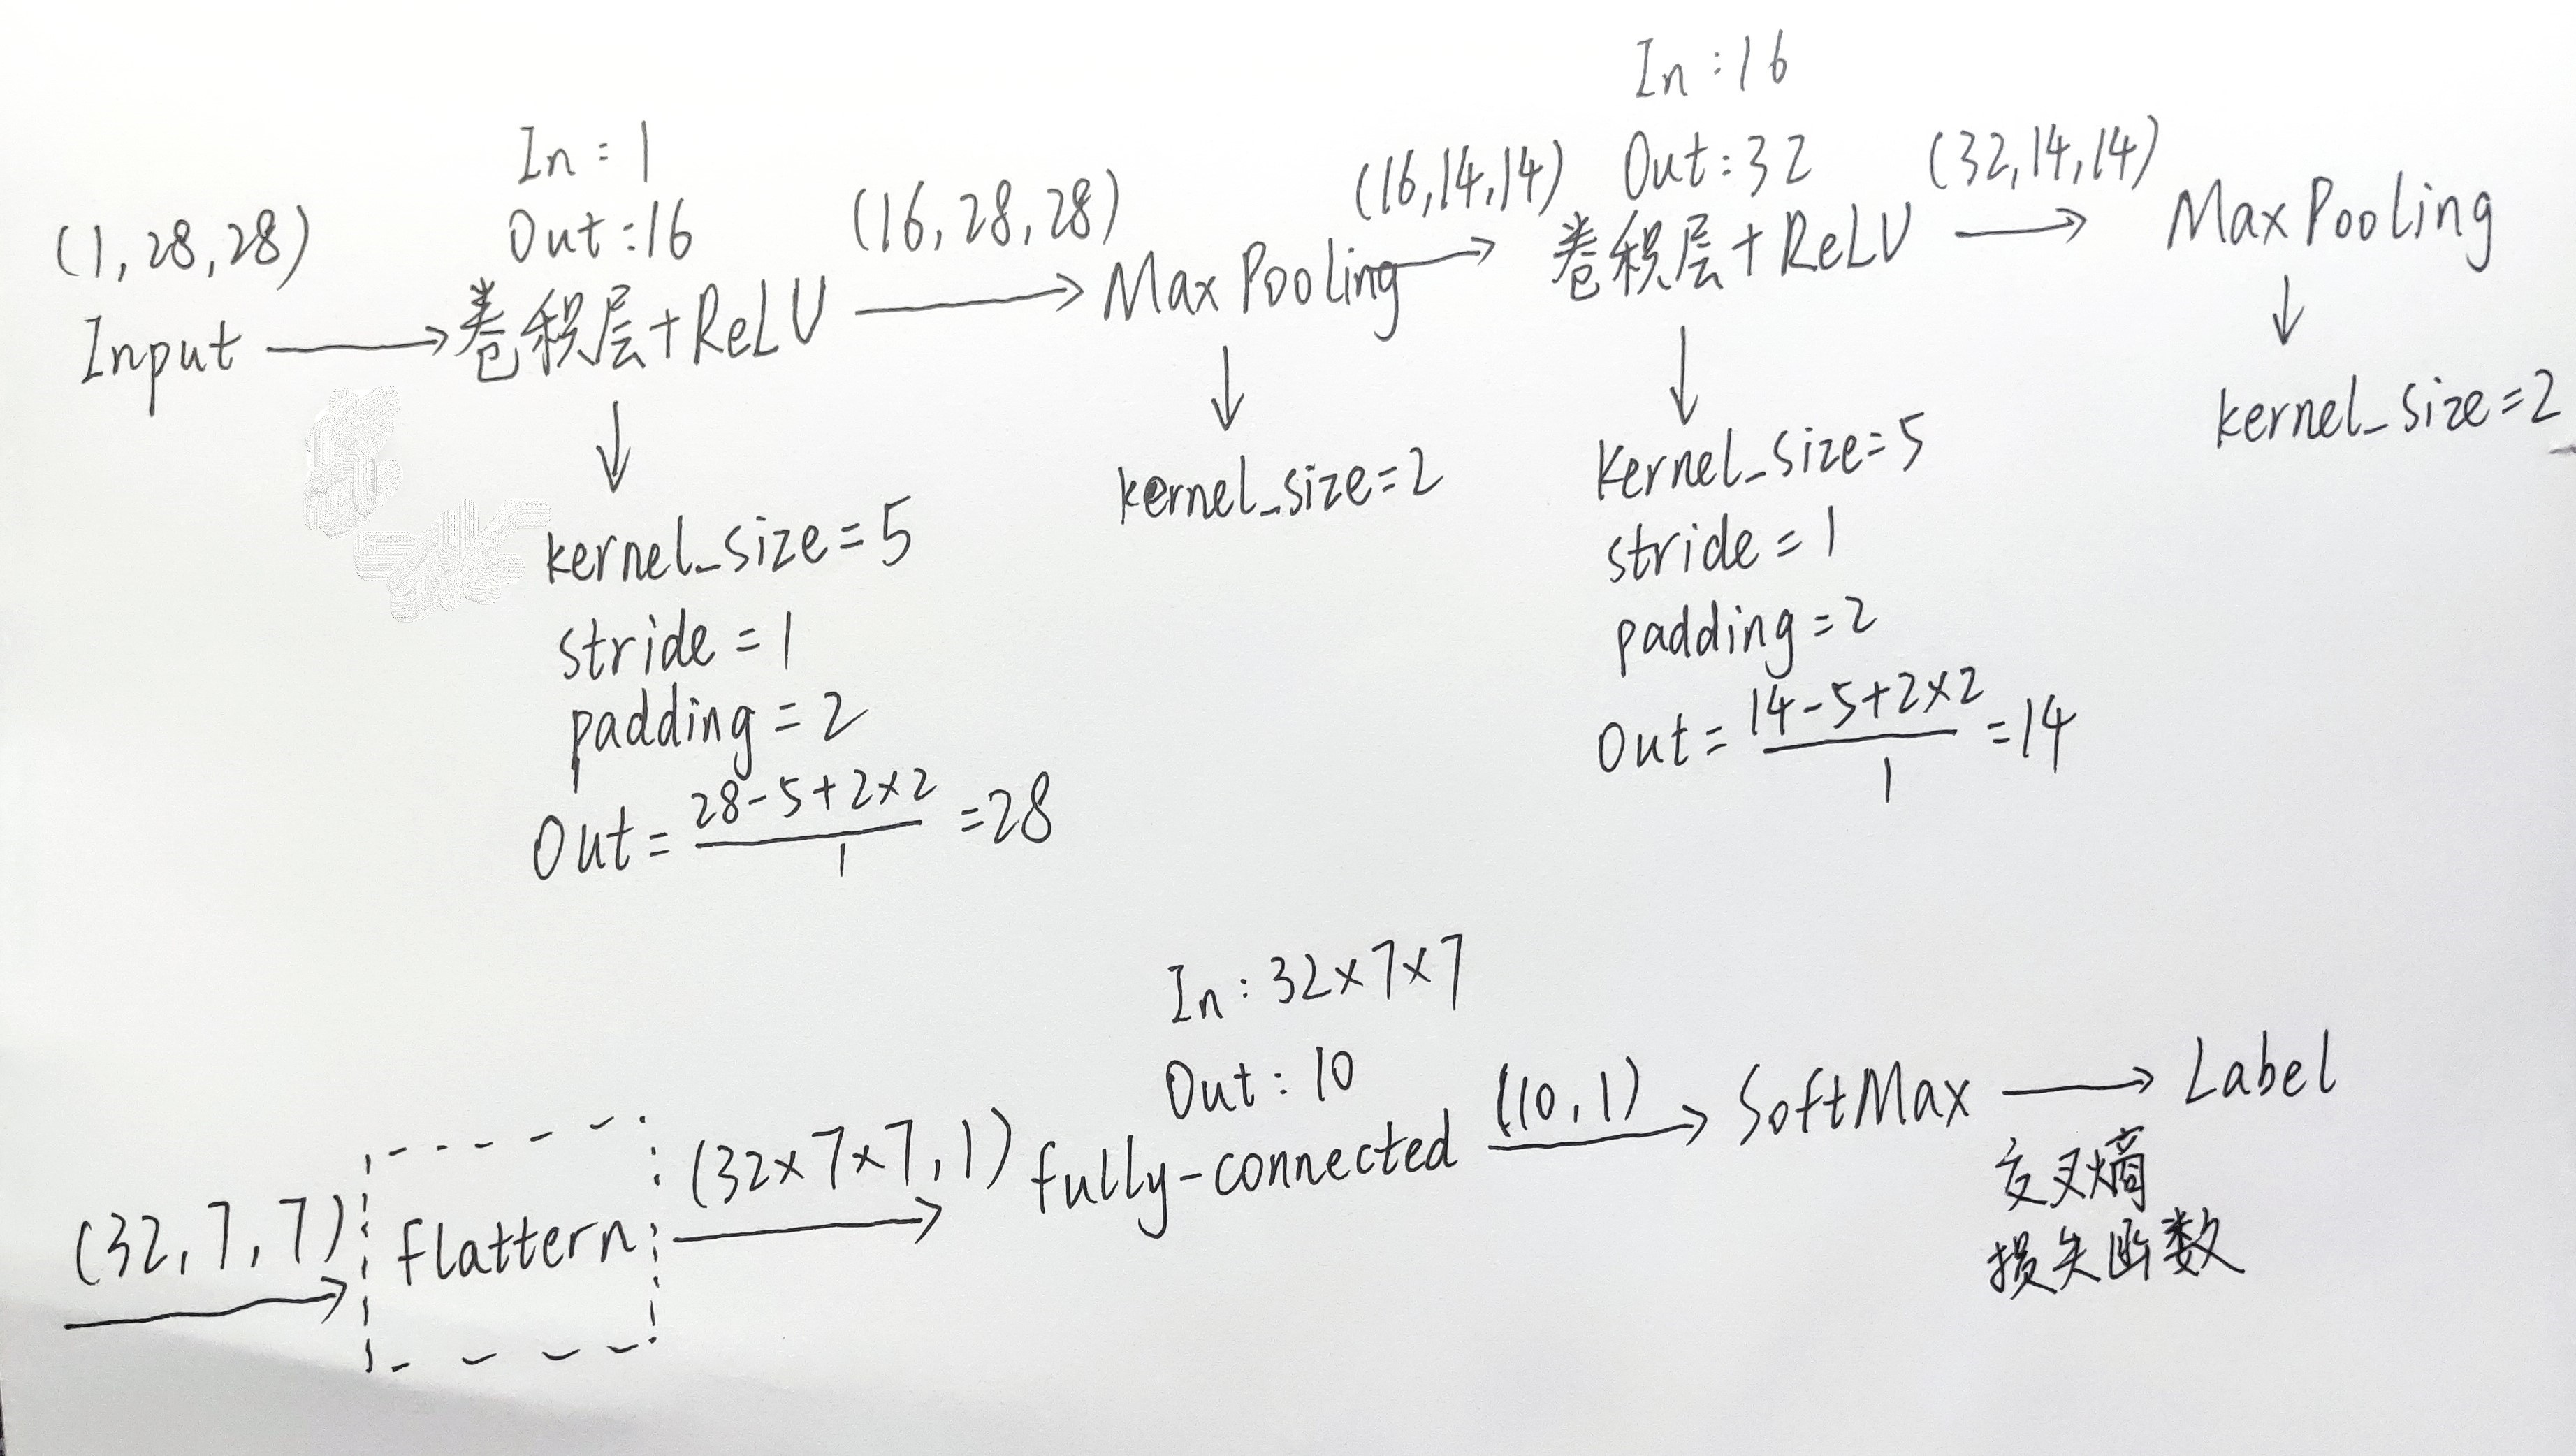 (1,28,28)
Input
In = 1
Out:16
卷积层+ReLU
kernel_size=5
stride=1
padding=2
Out=28-5+2×2/1=28
(16,28,28)
Max Pooling
kernel_size=2
(16,14,14)
In:16
Out:32
卷积层+ReLU
Kernel_size=5
stride=1
padding=2
Out=14-5+2×2/1=14
(32,14,14)
Max Pooling
kernel_size=2
(32,7,7)
flattern
(32×7×7,1)
In:32×7×7
Out:10
fully-connected
(10,1)
SoftMax
Label
交叉熵
损失函数